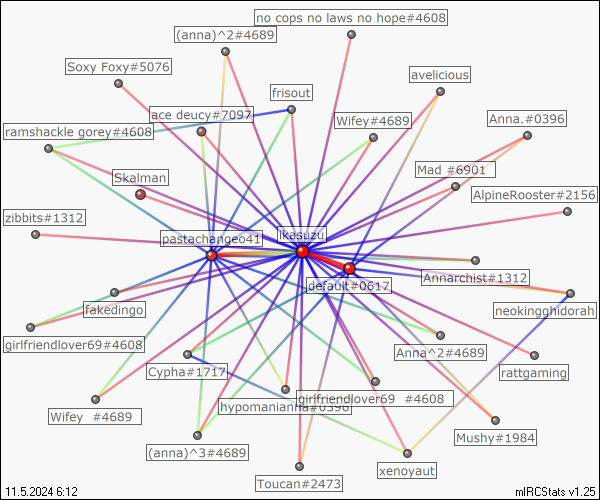 no cops no laws no hope#4608
(anna)^2#4689
Soxy Foxy#5076
avelicious
frisout
ace deucy#7097
Wifey#4689
Anna.#0396
ramshackle gorey#4608
Mad #6901
Skalman
AlpineRooster#2156
zibbits#1312
pastachange041
ikasuzu
Annarchist#1312
default#0617
fakedingo
neokingghidorah
girlfriendlover69#4608
Anna^2#4689
Cypha#1717
rattgaming
girlfriendlover69 #4608
hypomanianna#0396
Wifey #4689
Mushy#1984
(anna)^3#4689
xenoyaut
Toucan#2473
11.5.2024 6:12
mIRCStats v1.25